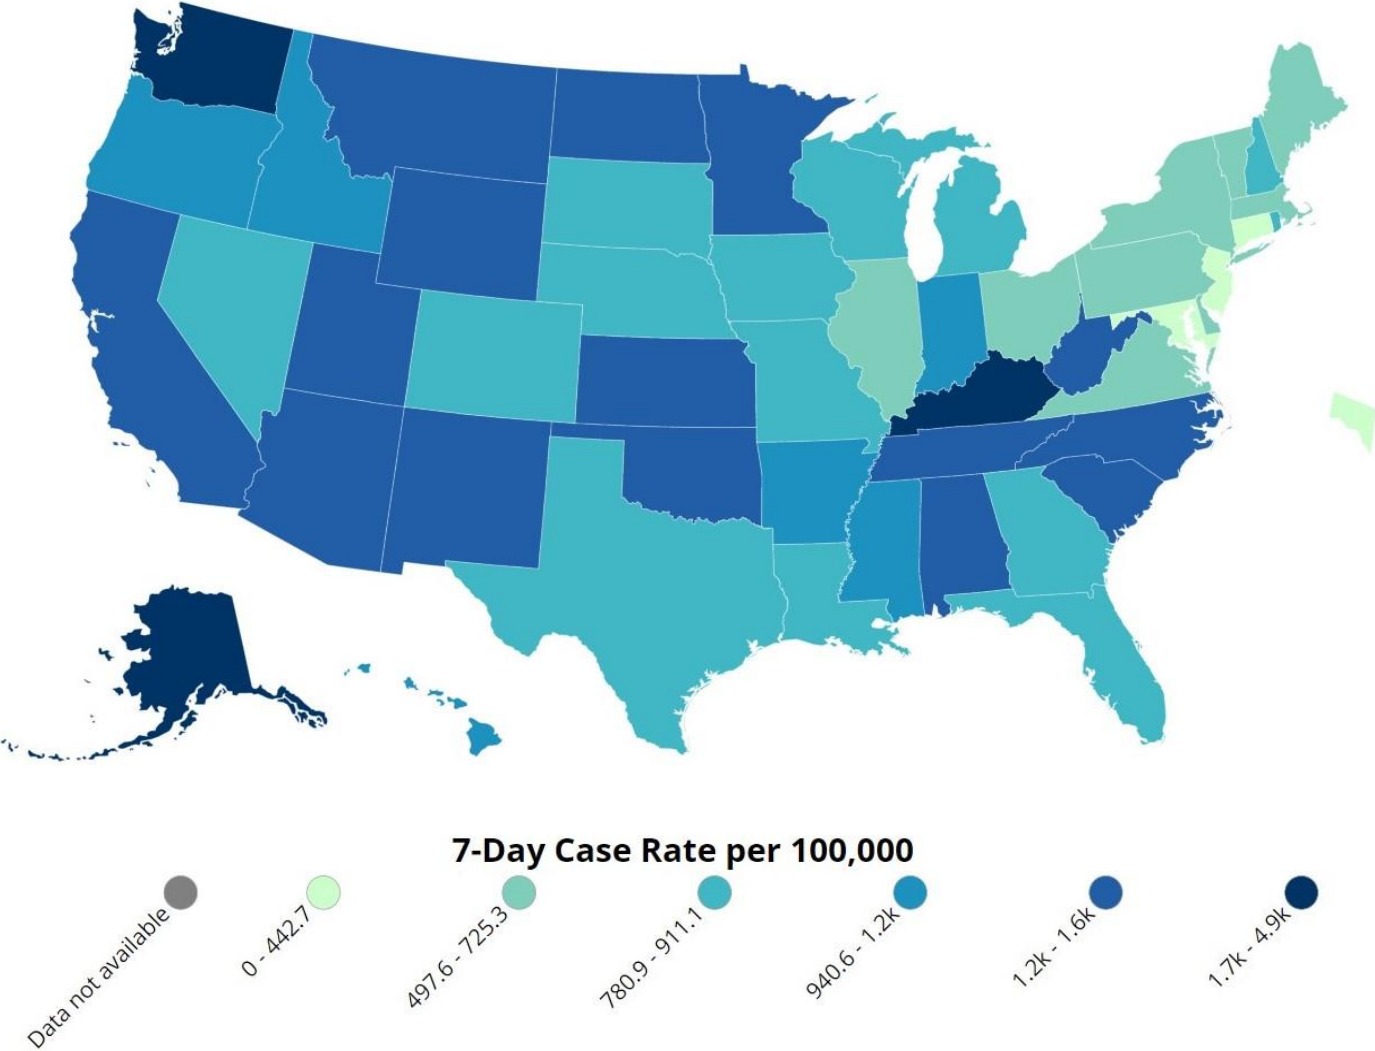 7-Day Case Rate per 100,000
Data not available
0 - 442.7
497.6 - 725.3
780.9 - 911.1
940.6 - 1.2k
1.2k - 1.6k
1.7k - 4.9k